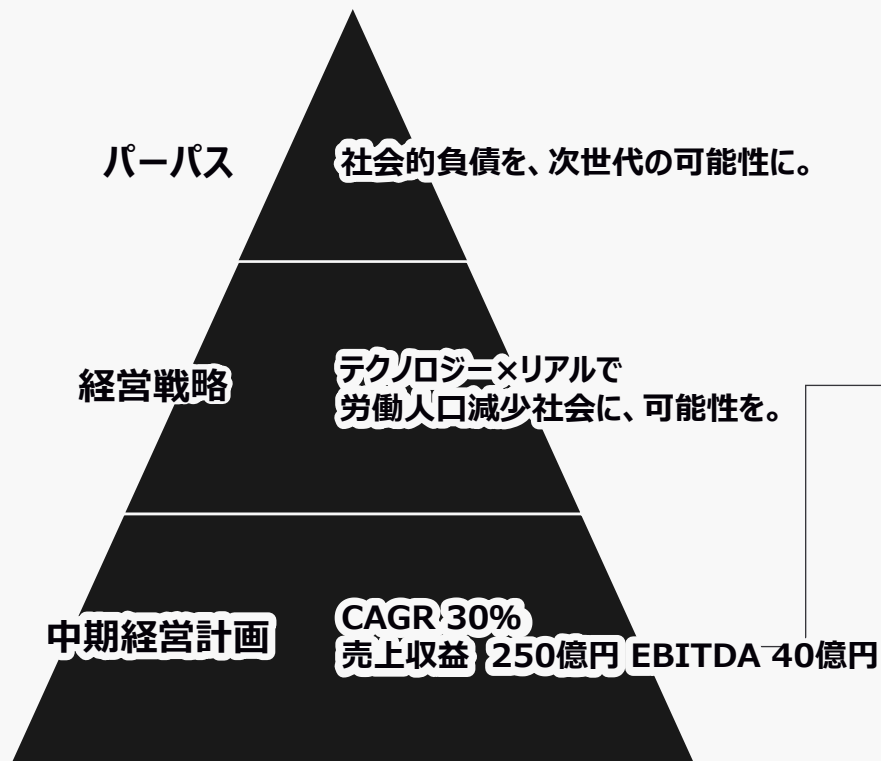 パーパス
社会的負債を、次世代の可能性に。
経営戦略
テクノロジー×リアルで
労働人口減少社会に、可能性を。
中期経営計画
CAGR 30%
売上収益 250億円 EBITDA 40億円